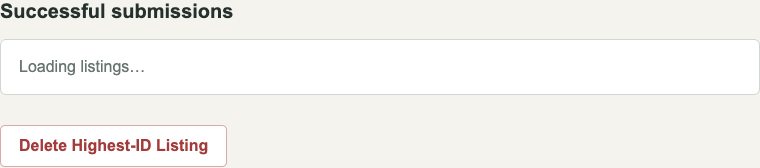 Successful submissions
Loading listings…
Delete Highest-ID Listing